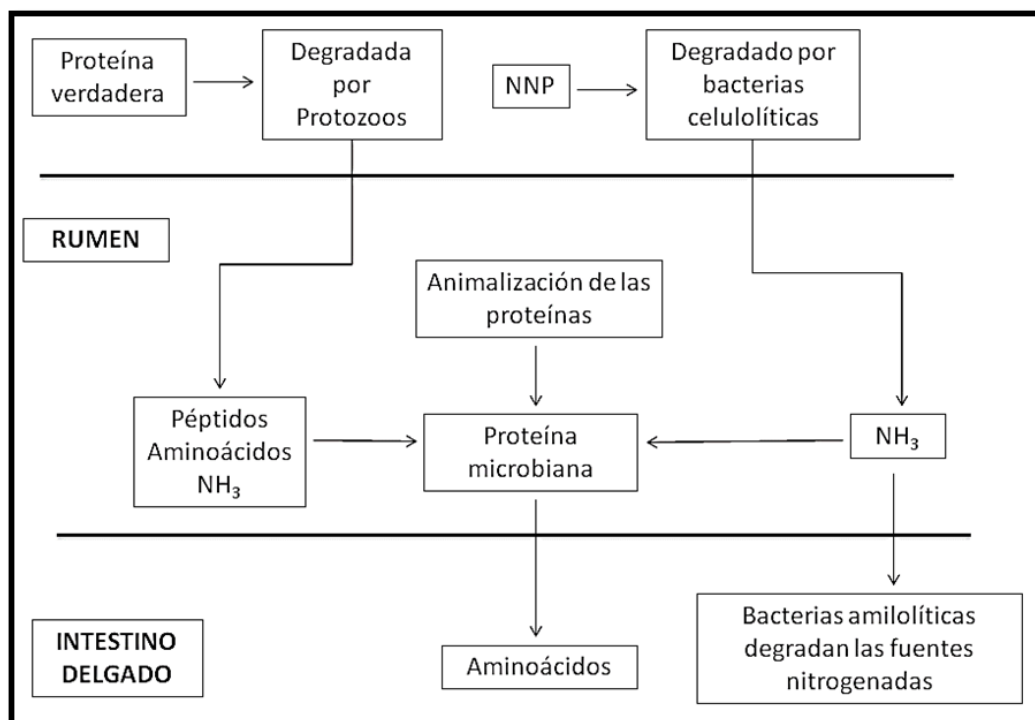 Proteína
verdadera
Degradada
por
Protozoos
NNP
Degradado por
bacterias
celulolíticas
RUMEN
Animalización de las
proteínas
Péptidos
Aminoácidos
NH₃
Proteína
microbiana
NH₃
INTESTINO
DELGADO
Aminoácidos
Bacterias amilolíticas
degradan las fuentes
nitrogenadas